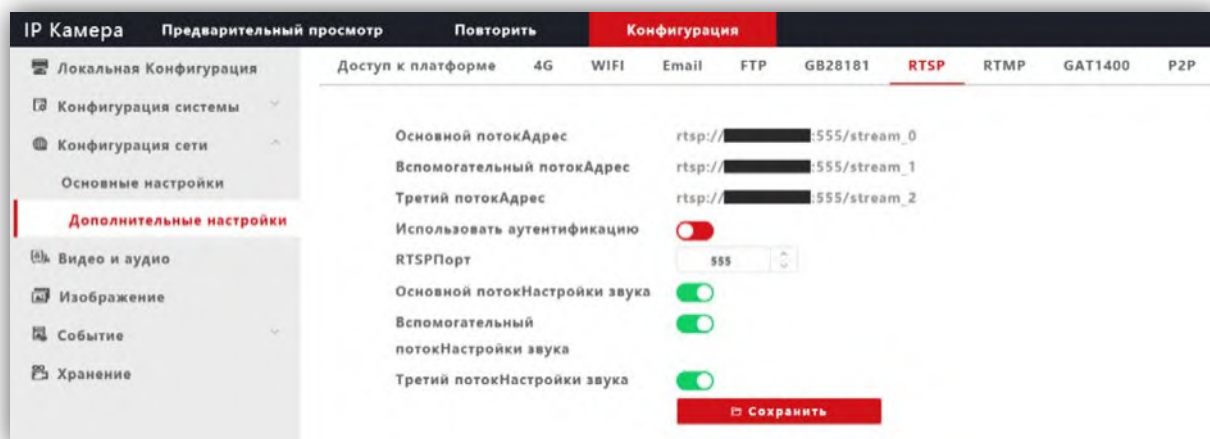 IP Камера Предварительный просмотр Повторить Конфигурация
Локальная Конфигурация
Конфигурация системы
Конфигурация сети
Основные настройки
Дополнительные настройки
Видео и аудио
Изображение
Событие
Хранение
Доступ к платформе 4G WIFI Email FTP GB28181 RTSP RTMP GAT1400 P2P
Основной потокАдрес rtsp:// :555/stream_0
Вспомогательный потокАдрес rtsp:// :555/stream_1
Третий потокАдрес rtsp:// :555/stream_2
Использовать аутентификацию
RTSPПорт 555
Основной потокНастройки звука
Вспомогательный
потокНастройки звука
Третий потокНастройки звука
Сохранить